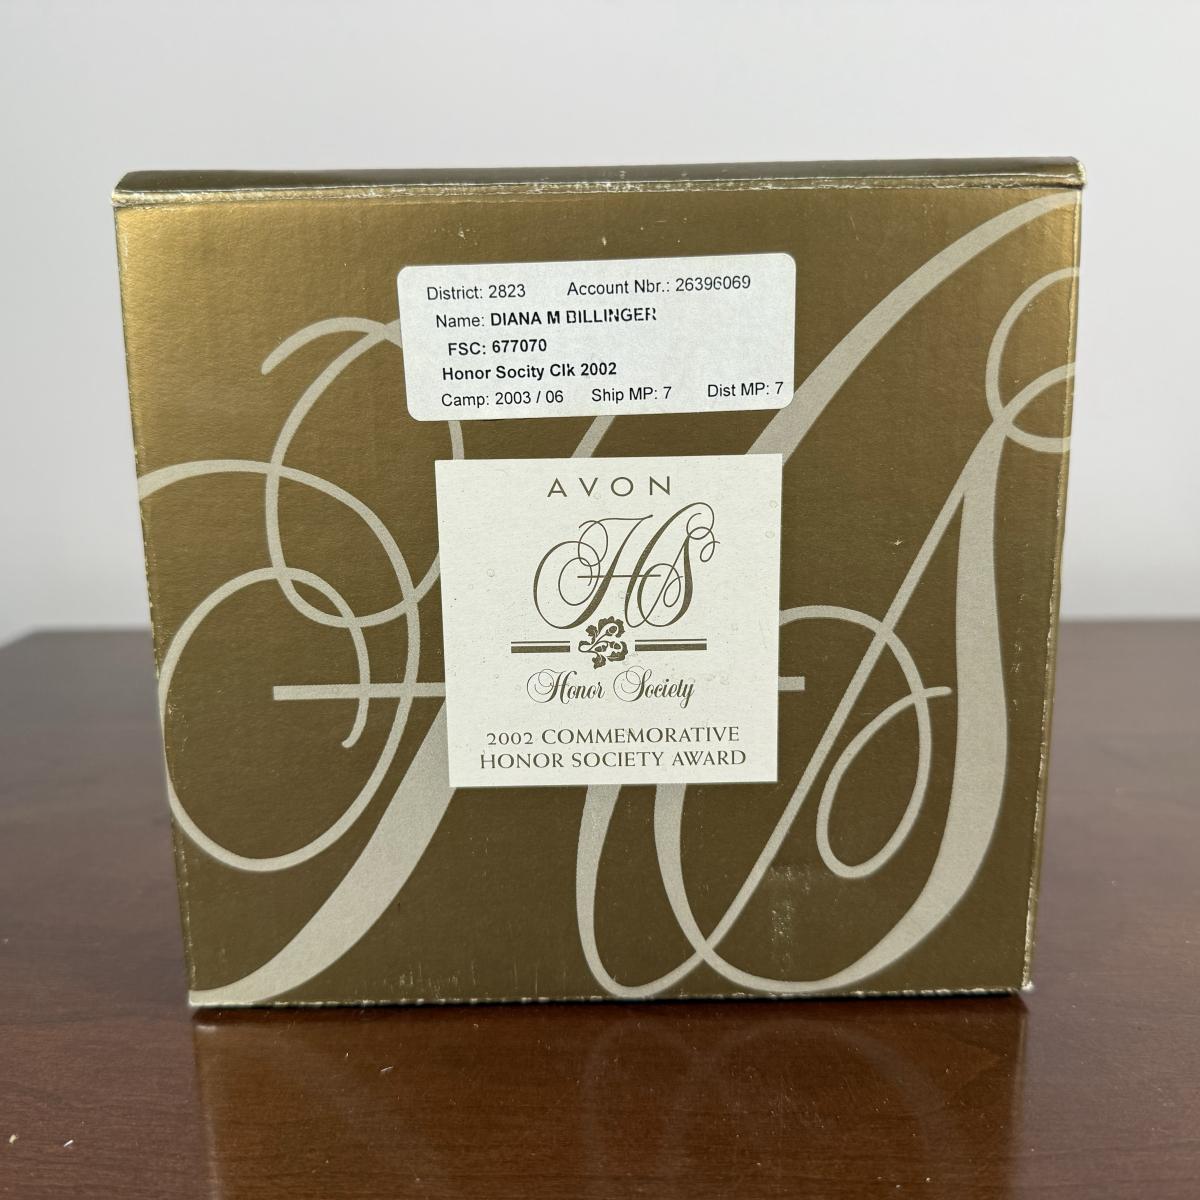 District: 2823 Account Nbr.: 26396069
Name: DIANA M BILLINGER
FSC: 677070
Honor Socity Clk 2002
Camp: 2003 / 06 Ship MP: 7 Dist MP: 7
AVON
HS
Honor Society
2002 COMMEMORATIVE
HONOR SOCIETY AWARD